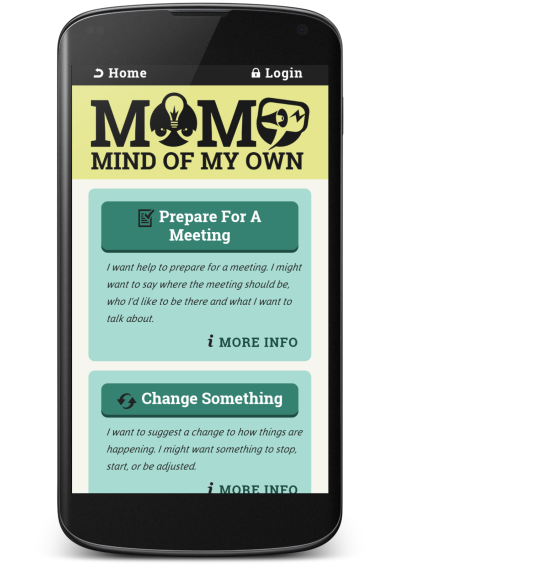 Home Login
MOMO
MIND OF MY OWN
Prepare For A
Meeting
I want help to prepare for a meeting. I might
want to say where the meeting should be,
who I'd like to be there and what I want to
talk about.
i MORE INFO
Change Something
I want to suggest a change to how things are
happening. I might want something to stop,
start, or be adjusted.
i MORE INFO